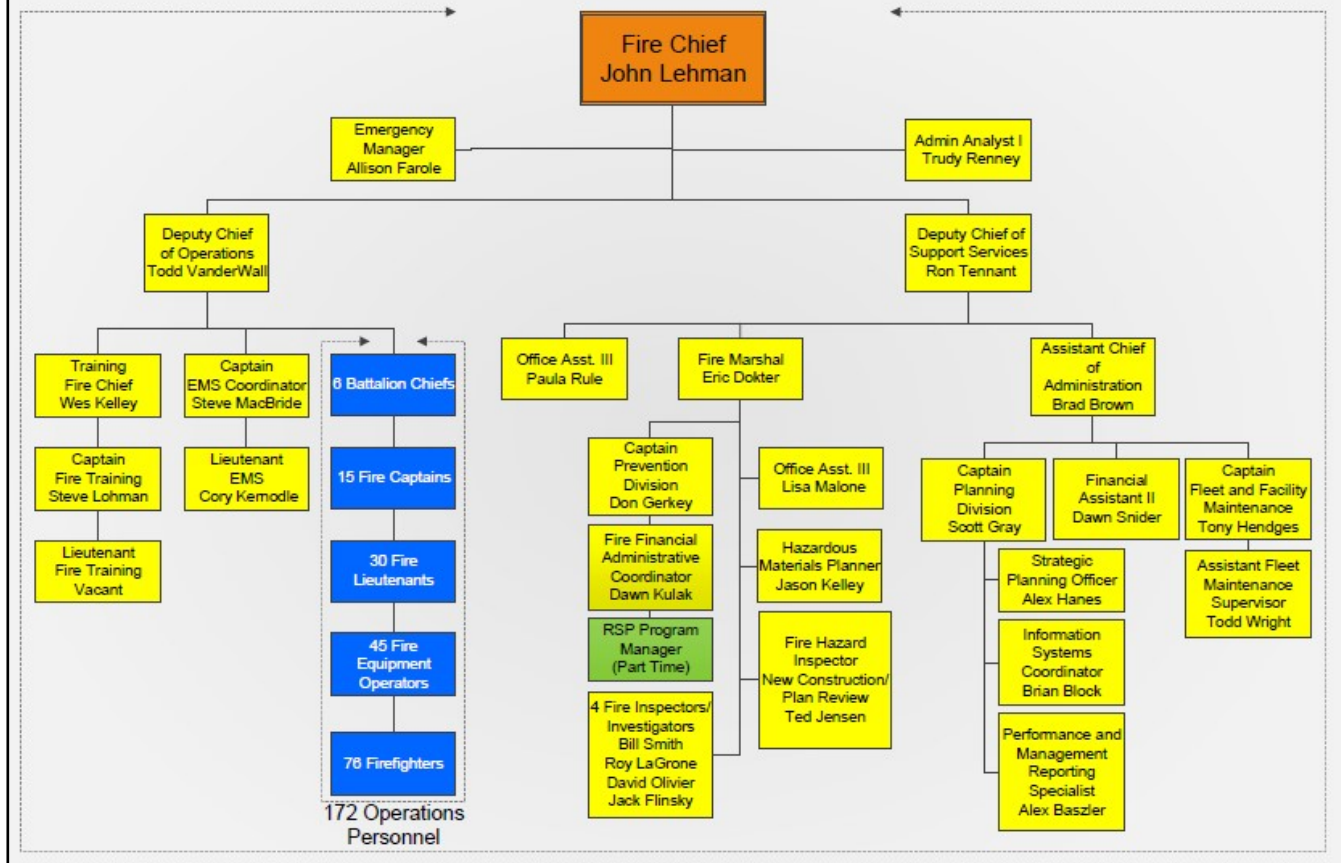 Fire Chief
John Lehman
Emergency
Manager
Allison Farole
Admin Analyst I
Trudy Renney
Deputy Chief
of Operations
Todd VanderWall
Deputy Chief of
Support Services
Ron Tennant
Training
Fire Chief
Wes Kelley
Captain
EMS Coordinator
Steve MacBride
6 Battalion Chiefs
Office Asst. III
Paula Rule
Fire Marshal
Eric Dokter
Assistant Chief
of
Administration
Brad Brown
Captain
Fire Training
Steve Lohman
Lieutenant
EMS
Cory Kernodle
15 Fire Captains
Captain
Prevention
Division
Don Gerkey
Office Asst. III
Lisa Malone
Captain
Planning
Division
Scott Gray
Financial
Assistant II
Dawn Snider
Captain
Fleet and Facility
Maintenance
Tony Hendges
Lieutenant
Fire Training
Vacant
30 Fire
Lieutenants
Fire Financial
Administrative
Coordinator
Dawn Kulak
Hazardous
Materials Planner
Jason Kelley
Strategic
Planning Officer
Alex Hanes
Assistant Fleet
Maintenance
Supervisor
Todd Wright
45 Fire
Equipment
Operators
RSP Program
Manager
(Part Time)
Fire Hazard
Inspector
New Construction/
Plan Review
Ted Jensen
Information
Systems
Coordinator
Brian Block
76 Firefighters
4 Fire Inspectors/
Investigators
Bill Smith
Roy LaGrone
David Olivier
Jack Flinsky
Performance and
Management
Reporting
Specialist
Alex Baszler
172 Operations
Personnel